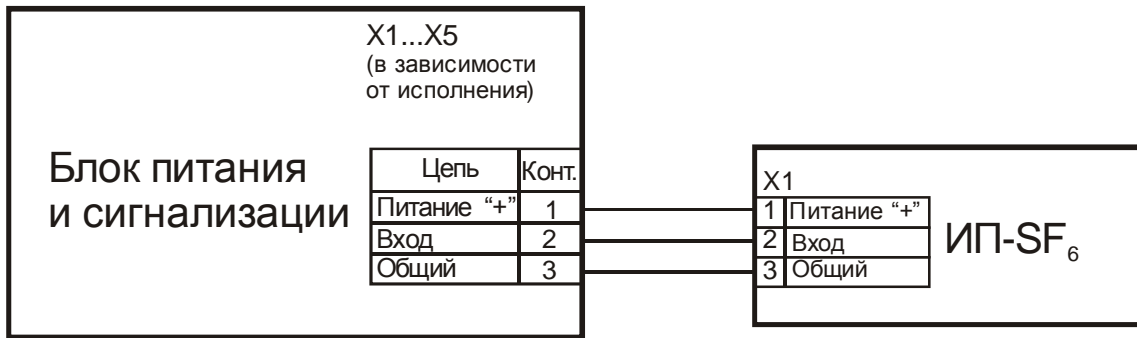 X1...X5
(в зависимости
от исполнения)
Блок питания
и сигнализации
Цепь Конт.
Питание “+” 1
Вход 2
Общий 3
X1
1 Питание “+”
2 Вход
3 Общий
ИП-SF₆